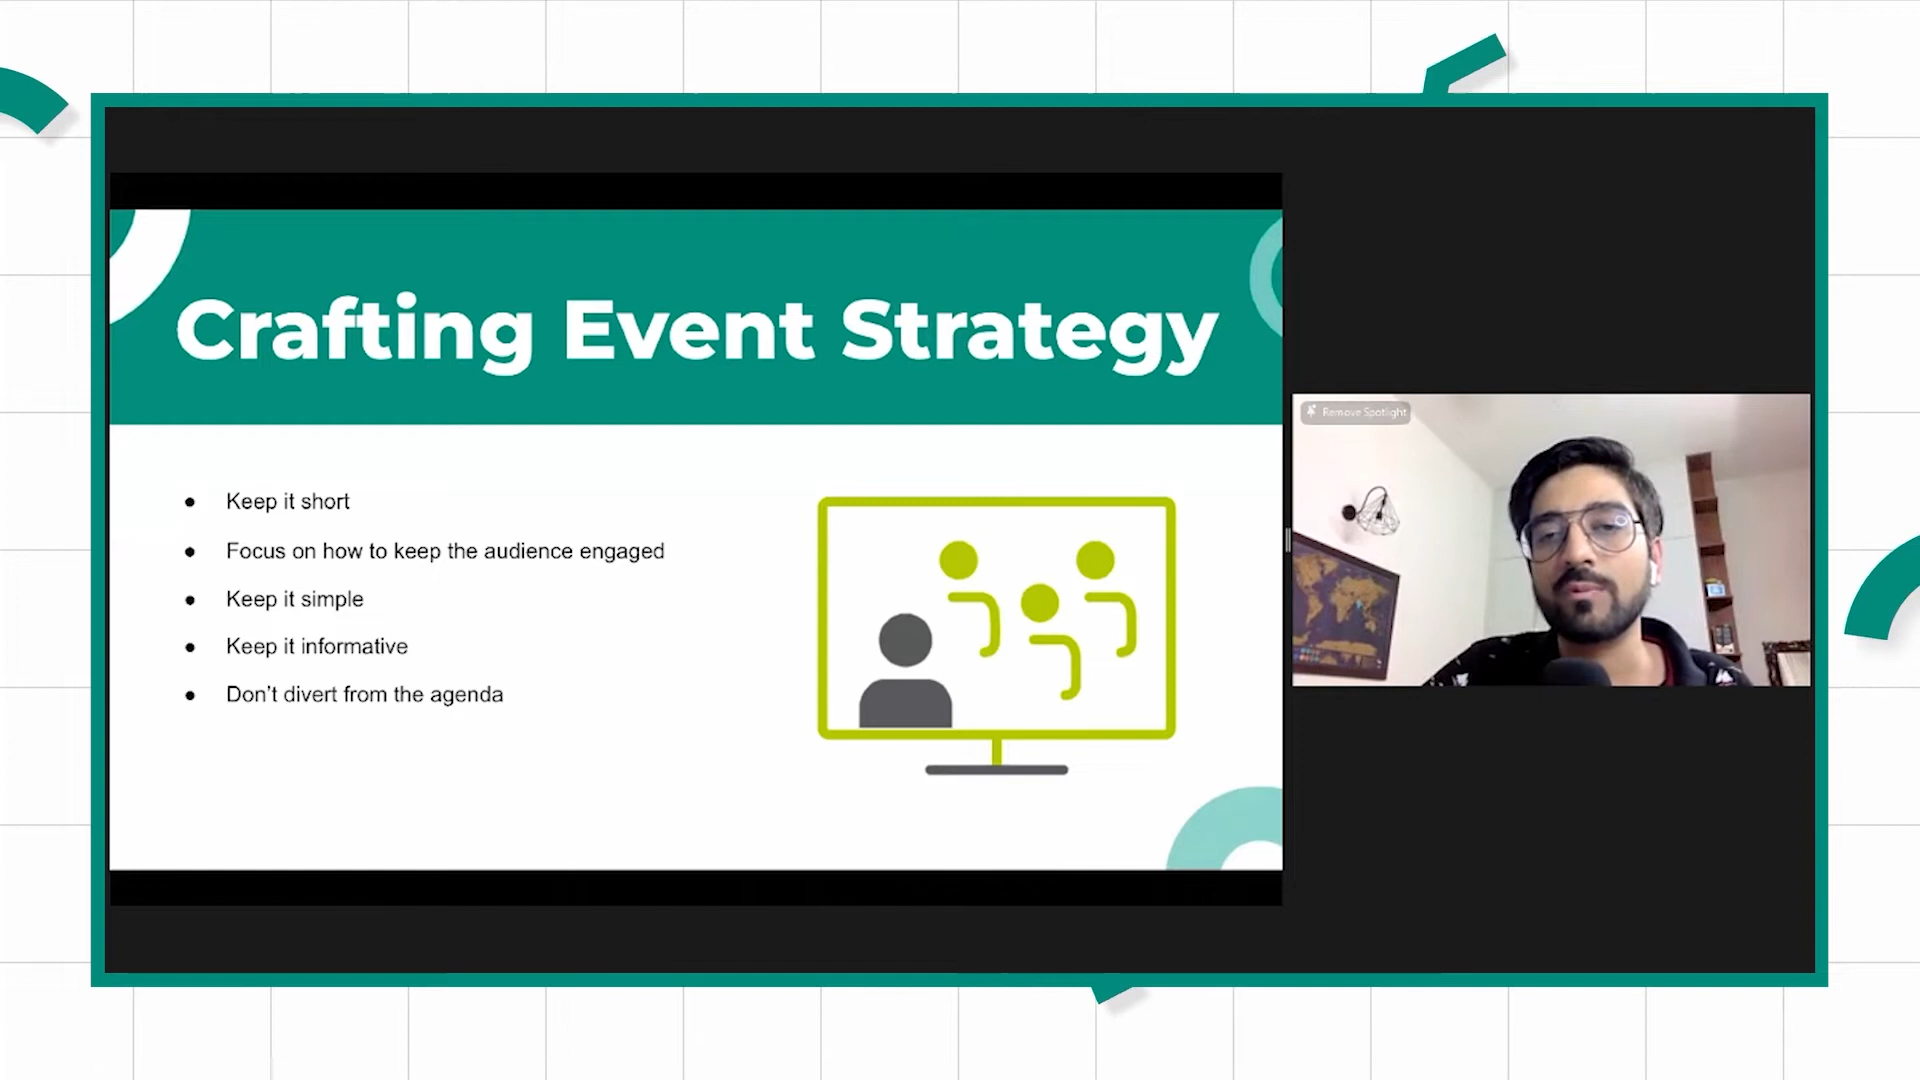 Crafting Event Strategy
● Keep it short
● Focus on how to keep the audience engaged
● Keep it simple
● Keep it informative
● Don't divert from the agenda
Remove Spotlight